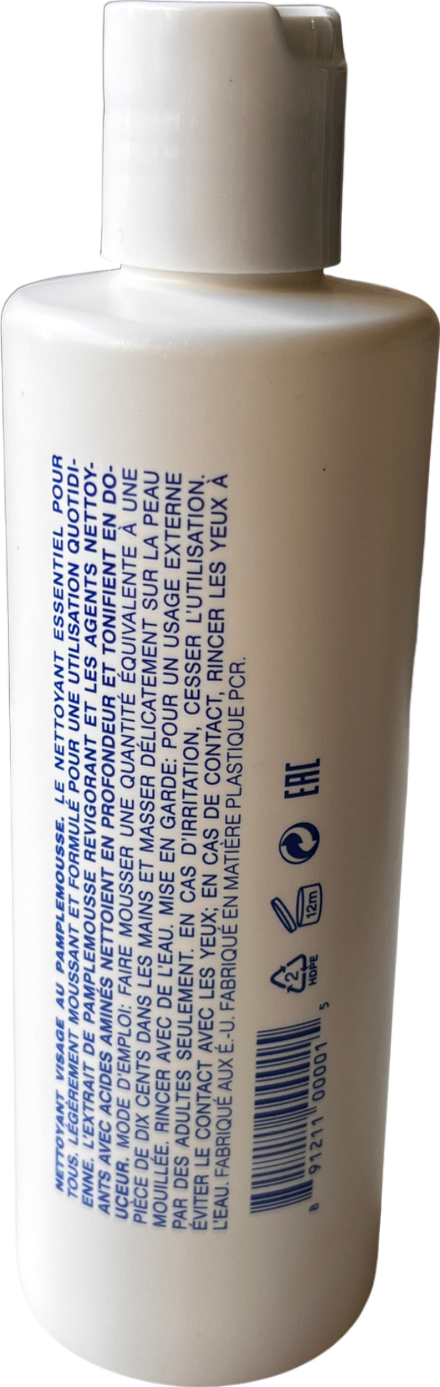 NETTOYANT VISAGE AU PAMPLEMOUSSE. LE NETTOYANT ESSENTIEL POUR
TOUS. LÉGÈREMENT MOUSSANT ET FORMULÉ POUR UNE UTILISATION QUOTIDI-
ENNE. L'EXTRAIT DE PAMPLEMOUSSE REVIGORANT ET LES AGENTS NETTOY-
ANTS AVEC ACIDES AMINÉS NETTOIENT EN PROFONDEUR ET TONIFIENT EN DO-
UCEUR. MODE D'EMPLOI: FAIRE MOUSSER UNE QUANTITÉ ÉQUIVALENTE À UNE
PIÈCE DE DIX CENTS DANS LES MAINS ET MASSER DÉLICATEMENT SUR LA PEAU
MOUILLÉE. RINCER AVEC DE L'EAU. MISE EN GARDE: POUR UN USAGE EXTERNE
PAR DES ADULTES SEULEMENT. EN CAS D'IRRITATION, CESSER L'UTILISATION.
ÉVITER LE CONTACT AVEC LES YEUX; EN CAS DE CONTACT, RINCER LES YEUX À
L'EAU. FABRIQUÉ AUX É.-U. FABRIQUÉ EN MATIÈRE PLASTIQUE PCR.
8 91211 00001 5
2
HDPE
12m
EAC